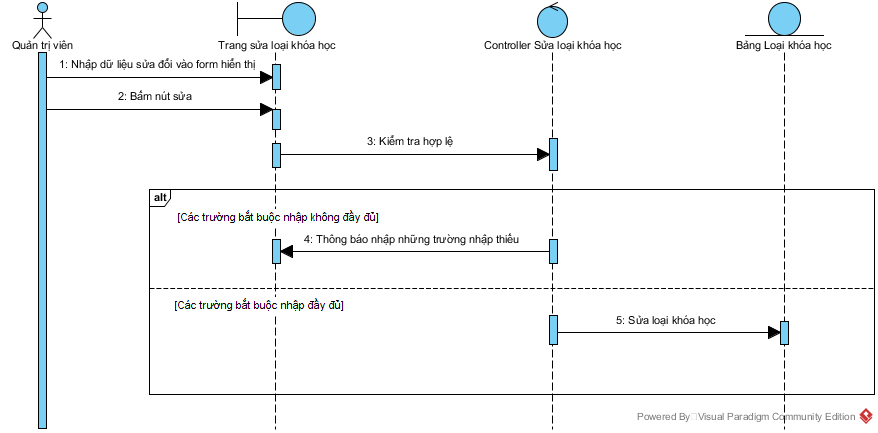 Quản trị viên
Trang sửa loại khóa học
Controller Sửa loại khóa học
Bảng Loại khóa học
1: Nhập dữ liệu sửa đổi vào form hiển thị
2: Bấm nút sửa
3: Kiểm tra hợp lệ
alt
[Các trường bắt buộc nhập không đầy đủ]
4: Thông báo nhập những trường nhập thiếu
[Các trường bắt buộc nhập đầy đủ]
5: Sửa loại khóa học
Powered By Visual Paradigm Community Edition